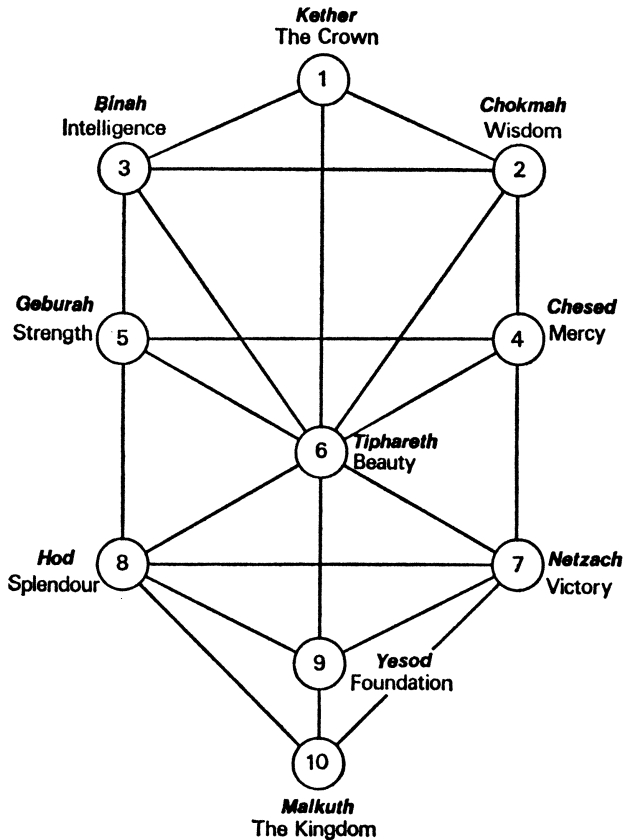 Kether
The Crown
1
Binah
Intelligence
Chokmah
Wisdom
3
2
Geburah
Strength
Chesed
Mercy
5
4
6
Tiphareth
Beauty
Hod
Splendour
8
7
Netzach
Victory
9
Yesod
Foundation
10
Malkuth
The Kingdom